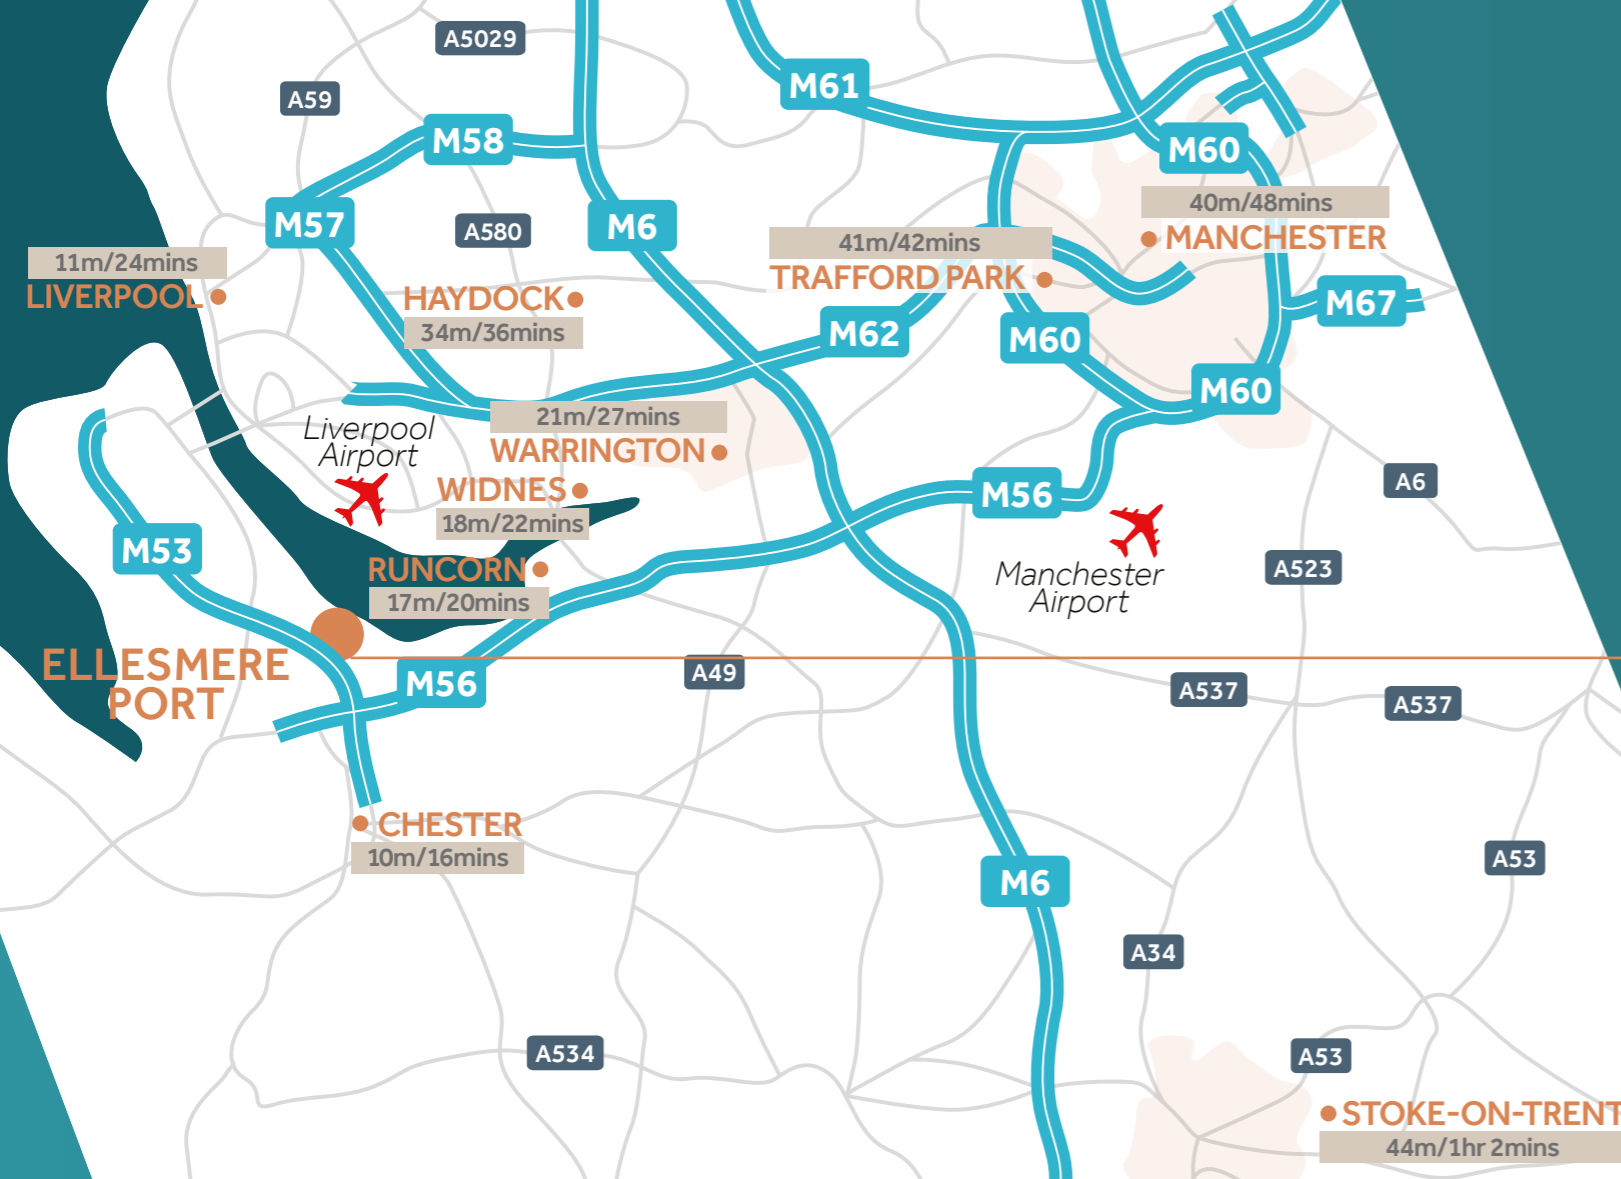 A5029
M61
A59
M58
M60
40m/48mins
MANCHESTER
M57
A580
M6
41m/42mins
TRAFFORD PARK
11m/24mins
LIVERPOOL
HAYDOCK
34m/36mins
M62
M60
M67
M60
21m/27mins
WARRINGTON
Liverpool
Airport
WIDNES
18m/22mins
M56
A6
M53
RUNCORN
17m/20mins
Manchester
Airport
A523
ELLESMERE
PORT
M56
A49
A537
A537
CHESTER
10m/16mins
M6
A53
A34
A534
A53
STOKE-ON-TRENT
44m/1hr 2mins